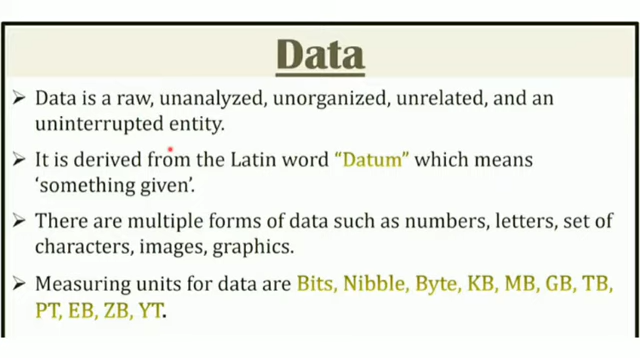 Data
➢ Data is a raw, unanalyzed, unorganized, unrelated, and an
uninterrupted entity.
➢ It is derived from the Latin word “Datum” which means
‘something given’.
➢ There are multiple forms of data such as numbers, letters, set of
characters, images, graphics.
➢ Measuring units for data are Bits, Nibble, Byte, KB, MB, GB, TB,
PT, EB, ZB, YT.